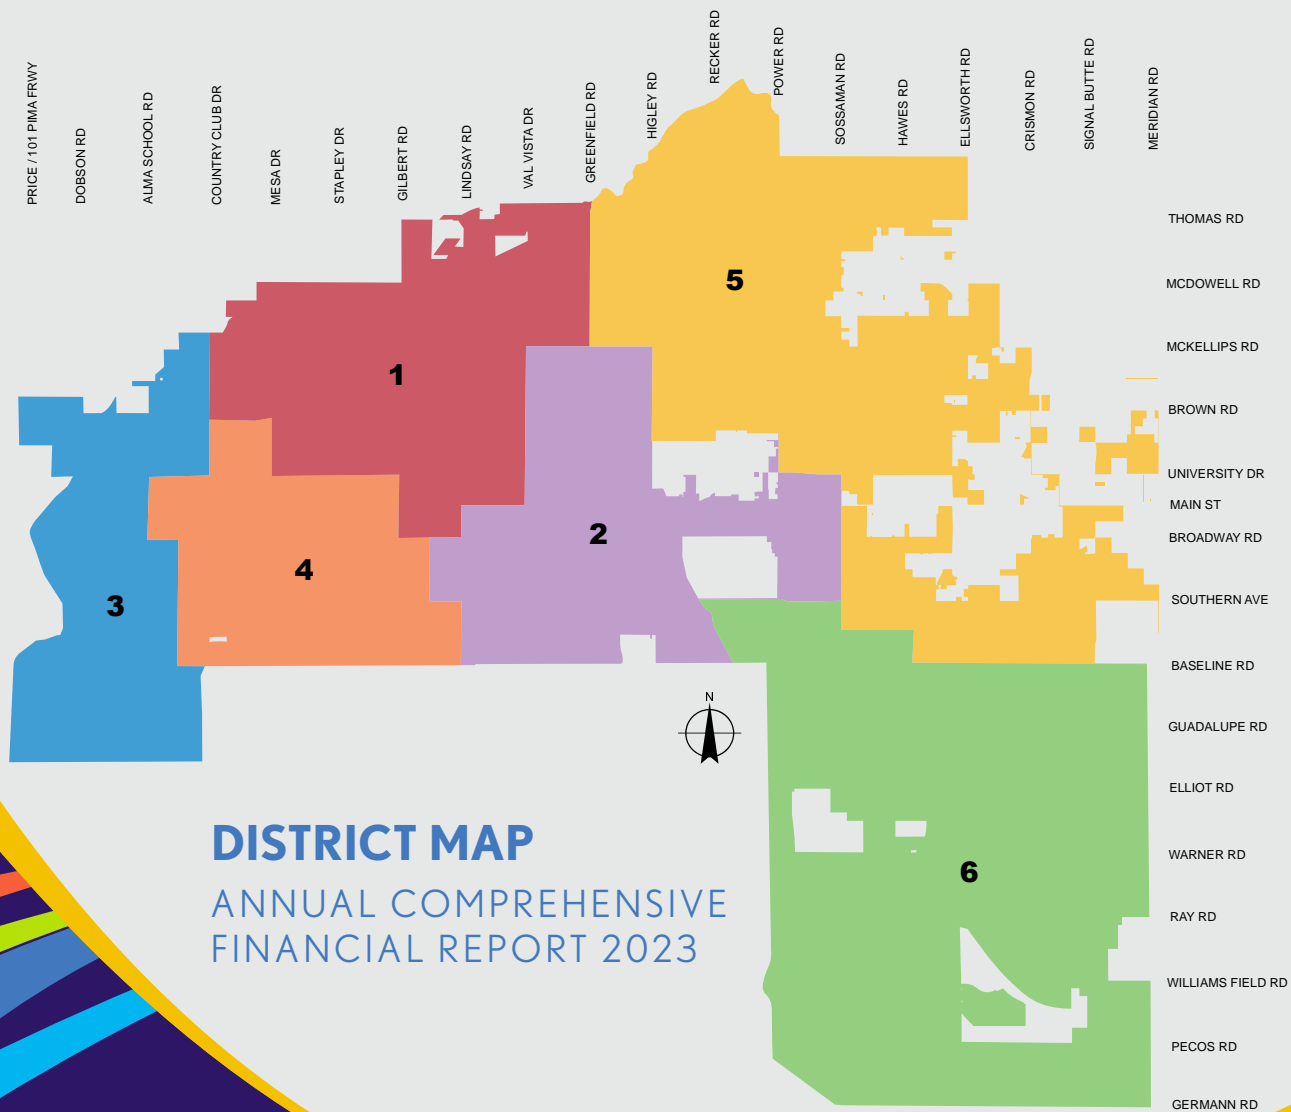 PRICE / 101 PIMA FRWY
DOBSON RD
ALMA SCHOOL RD
COUNTRY CLUB DR
MESA DR
STAPLEY DR
GILBERT RD
LINDSAY RD
VAL VISTA DR
GREENFIELD RD
HIGLEY RD
RECKER RD
POWER RD
SOSSAMAN RD
HAWES RD
ELLSWORTH RD
CRISMON RD
SIGNAL BUTTE RD
MERIDIAN RD
THOMAS RD
MCDOWELL RD
MCKELLIPS RD
BROWN RD
UNIVERSITY DR
MAIN ST
BROADWAY RD
SOUTHERN AVE
BASELINE RD
GUADALUPE RD
ELLIOT RD
WARNER RD
RAY RD
WILLIAMS FIELD RD
PECOS RD
GERMANN RD
5
1
2
4
3
6
N
DISTRICT MAP
ANNUAL COMPREHENSIVE
FINANCIAL REPORT 2023